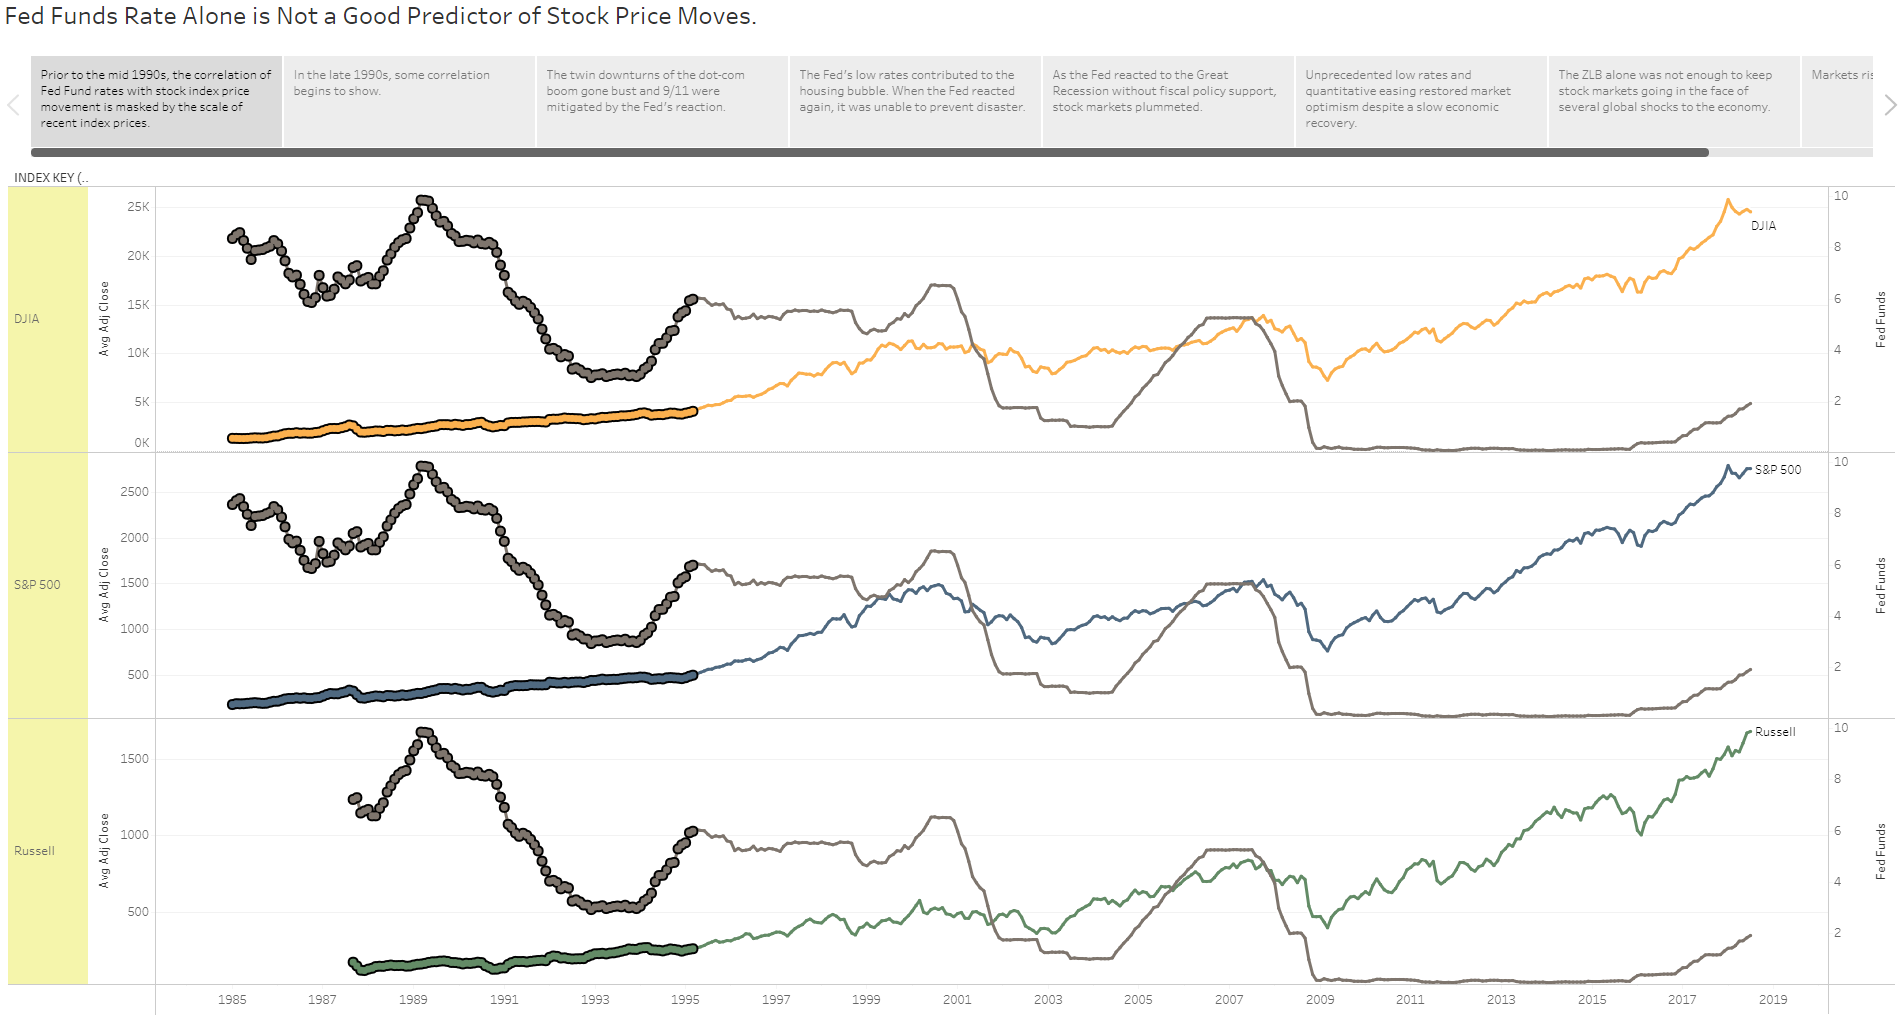 Fed Funds Rate Alone is Not a Good Predictor of Stock Price Moves.
Prior to the mid 1990s, the correlation of
Fed Fund rates with stock index price
movement is masked by the scale of
recent index prices.
In the late 1990s, some correlation
begins to show.
The twin downturns of the dot-com
boom gone bust and 9/11 were
mitigated by the Fed's reaction.
The Fed's low rates contributed to the
housing bubble. When the Fed reacted
again, it was unable to prevent disaster.
As the Fed reacted to the Great
Recession without fiscal policy support,
stock markets plummeted.
Unprecedented low rates and
quantitative easing restored market
optimism despite a slow economic
recovery.
The ZLB alone was not enough to keep
stock markets going in the face of
several global shocks to the economy.
Markets ris
INDEX KEY (..
DJIA
Avg Adj Close
25K
20K
15K
10K
5K
0K
DJIA
10
8
6
4
2
Fed Funds
S&P 500
Avg Adj Close
2500
2000
1500
1000
500
S&P 500
10
8
6
4
2
Fed Funds
Russell
Avg Adj Close
1500
1000
500
Russell
10
8
6
4
2
Fed Funds
1985 1987 1989 1991 1993 1995 1997 1999 2001 2003 2005 2007 2009 2011 2013 2015 2017 2019